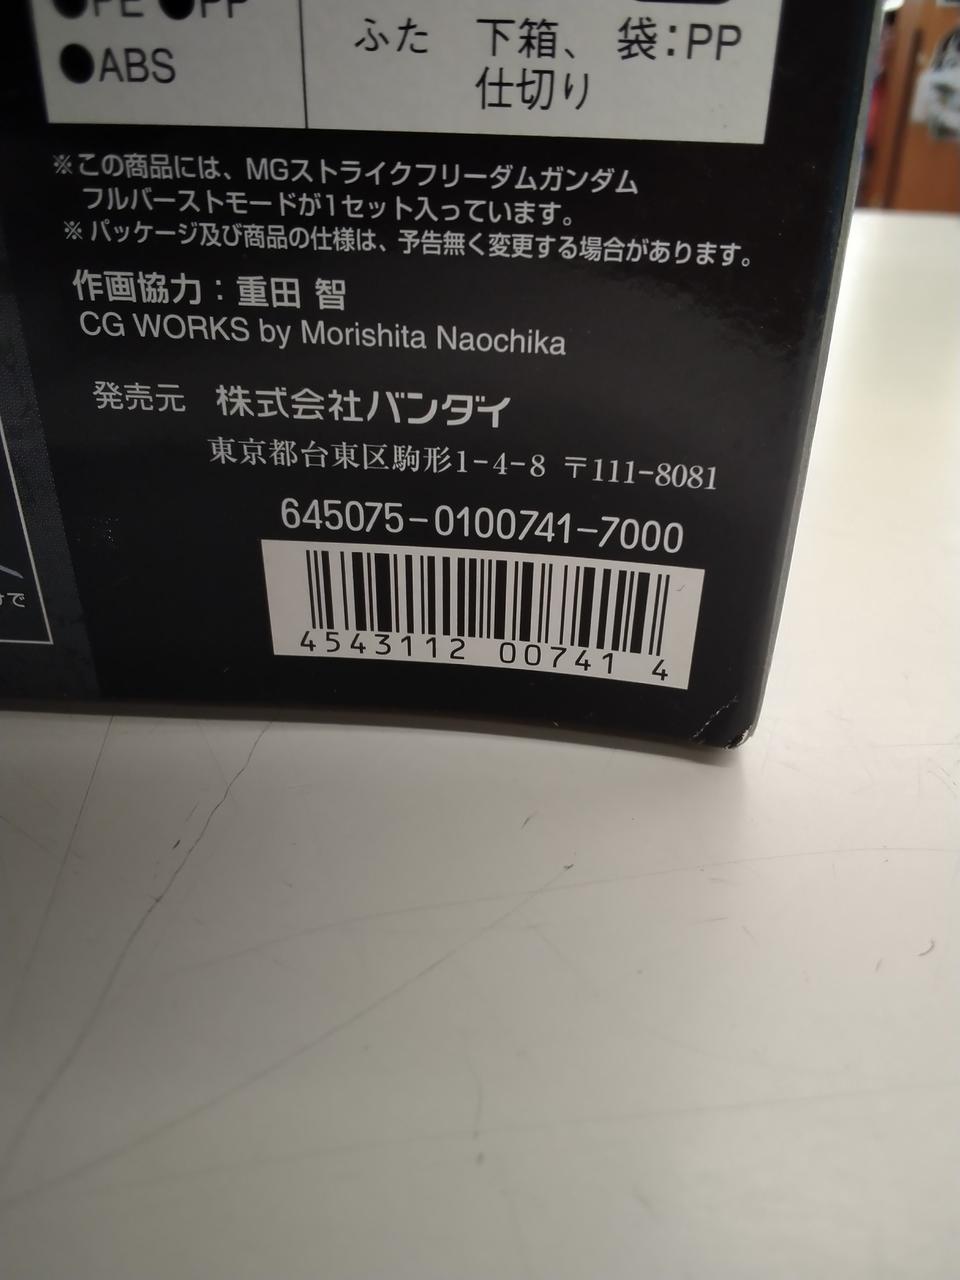 ●PE ●PP
●ABS
ふた 下箱、 袋:PP
仕切り
※この商品には、MGストライクフリーダムガンダム
フルバーストモードが1セット入っています。
※パッケージ及び商品の仕様は、予告無く変更する場合があります。
作画協力：重田 智
CG WORKS by Morishita Naochika
発売元 株式会社バンダイ
東京都台東区駒形1-4-8 〒111-8081
645075-0100741-7000
4543112 00741 4